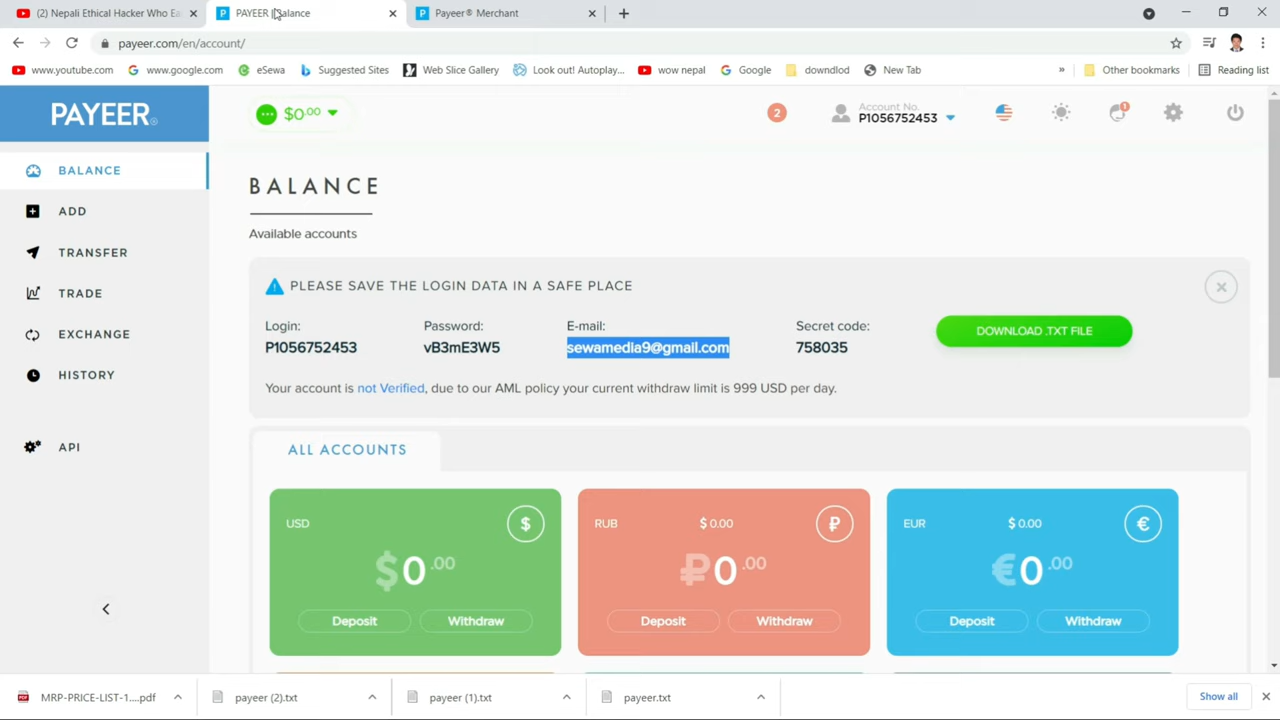 (2) Nepali Ethical Hacker Who Ea
PAYEER | Balance
Payeer® Merchant
payeer.com/en/account/
www.youtube.com
www.google.com
eSewa
Suggested Sites
Web Slice Gallery
Look out! Autoplay...
wow nepal
Google
downdlod
New Tab
»
Other bookmarks
Reading list
PAYEER®
$0.00
2
Account No.
P1056752453
1
BALANCE
ADD
TRANSFER
TRADE
EXCHANGE
HISTORY
API
BALANCE
Available accounts
PLEASE SAVE THE LOGIN DATA IN A SAFE PLACE
Login: Password: E-mail: Secret code:
P1056752453 vB3mE3W5 sewamedia9@gmail.com 758035
DOWNLOAD .TXT FILE
Your account is not Verified, due to our AML policy your current withdraw limit is 999 USD per day.
ALL ACCOUNTS
USD $
$0.00
Deposit Withdraw
RUB $ 0.00 ₽
₽0.00
Deposit Withdraw
EUR $ 0.00 €
€0.00
Deposit Withdraw
MRP-PRICE-LIST-1....pdf
payeer (2).txt
payeer (1).txt
payeer.txt
Show all